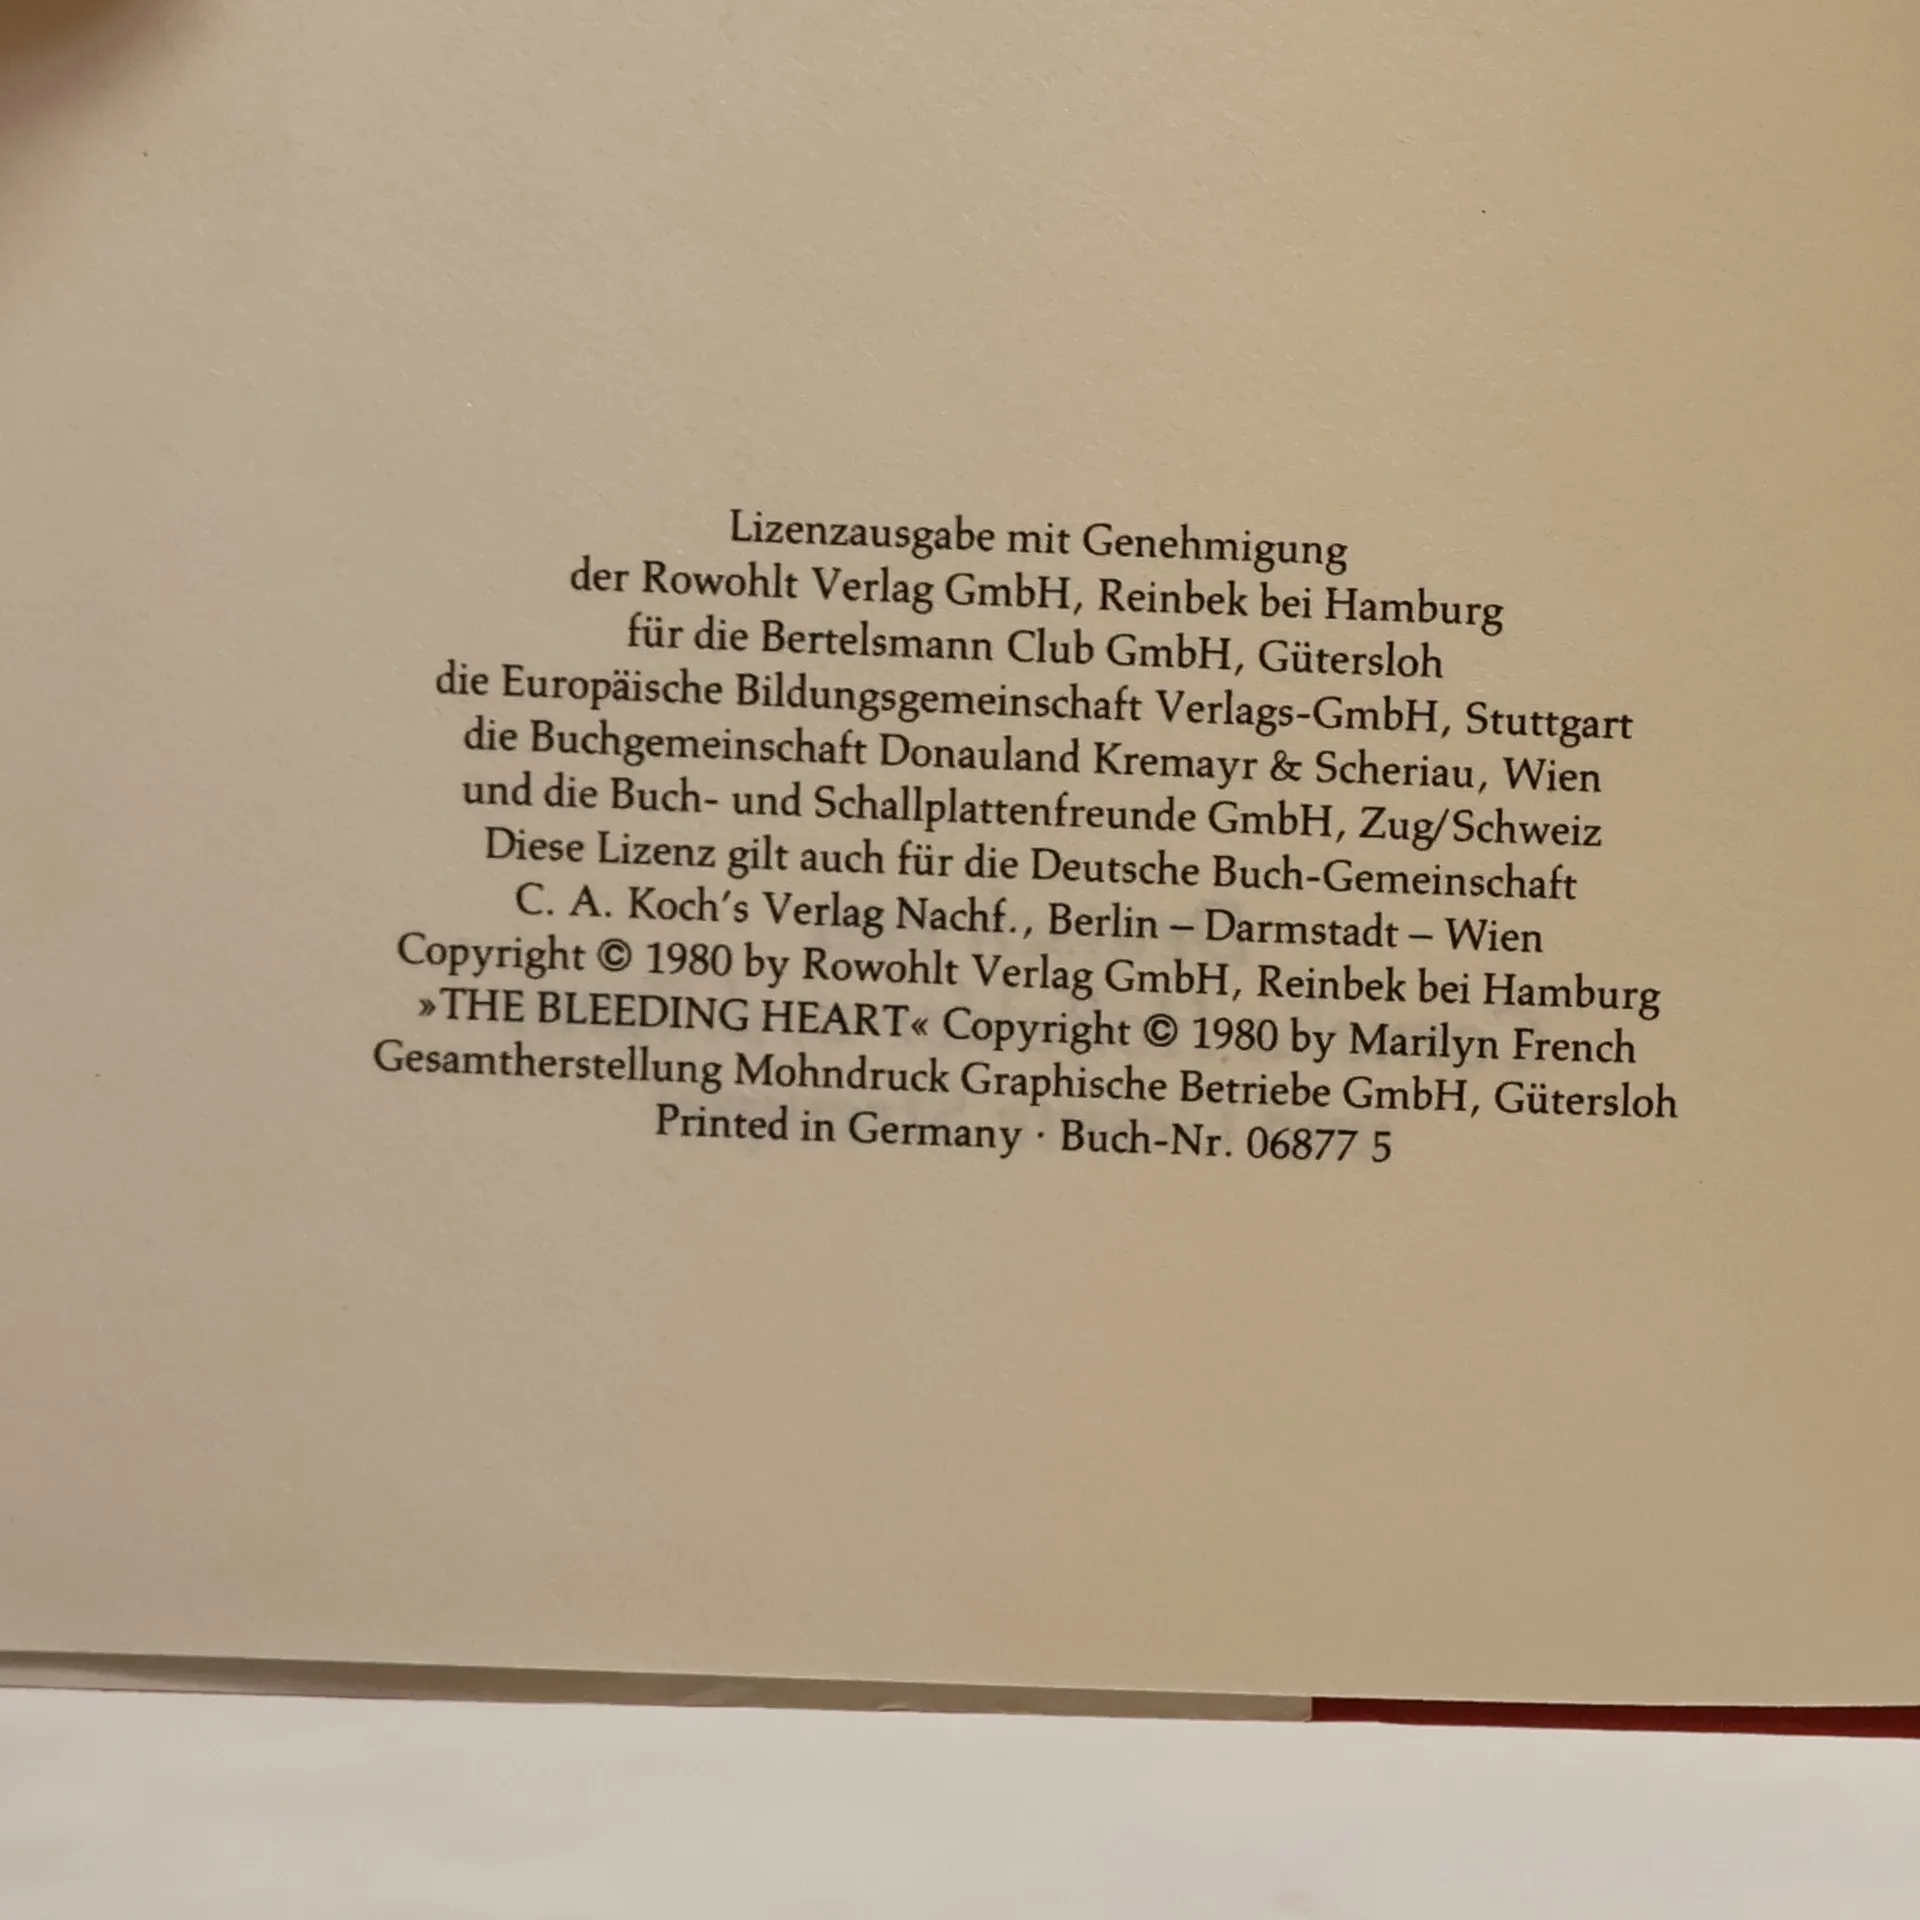 Lizenzausgabe mit Genehmigung
der Rowohlt Verlag GmbH, Reinbek bei Hamburg
für die Bertelsmann Club GmbH, Gütersloh
die Europäische Bildungsgemeinschaft Verlags-GmbH, Stuttgart
die Buchgemeinschaft Donauland Kremayr & Scheriau, Wien
und die Buch- und Schallplattenfreunde GmbH, Zug/Schweiz
Diese Lizenz gilt auch für die Deutsche Buch-Gemeinschaft
C. A. Koch's Verlag Nachf., Berlin – Darmstadt – Wien
Copyright © 1980 by Rowohlt Verlag GmbH, Reinbek bei Hamburg
»THE BLEEDING HEART« Copyright © 1980 by Marilyn French
Gesamtherstellung Mohndruck Graphische Betriebe GmbH, Gütersloh
Printed in Germany · Buch-Nr. 06877 5